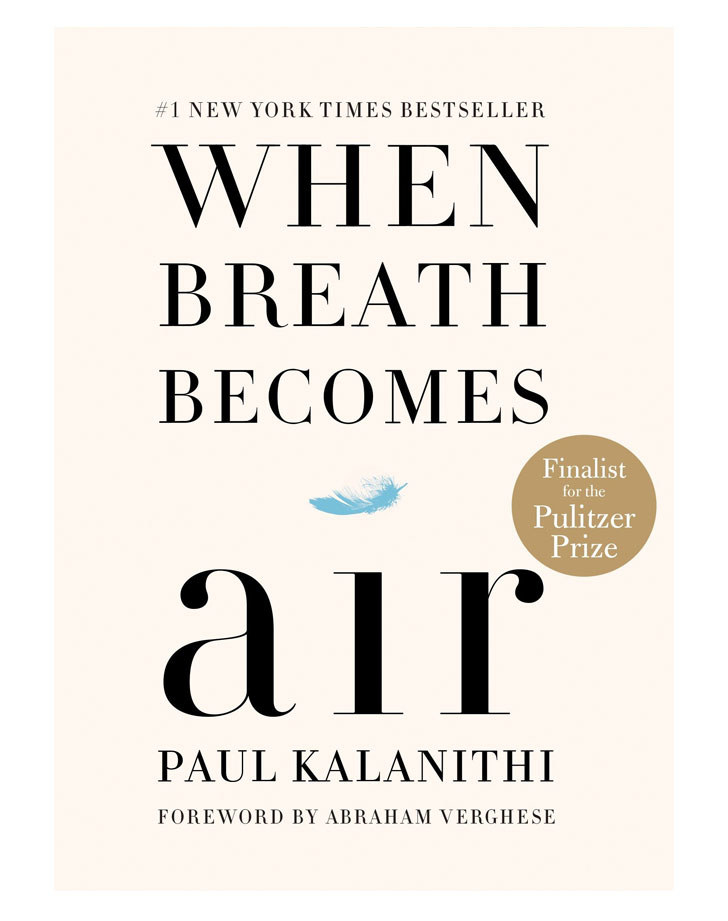 #1 NEW YORK TIMES BESTSELLER
WHEN
BREATH
BECOMES
Finalist
for the
Pulitzer
Prize
air
PAUL KALANITHI
FOREWORD BY ABRAHAM VERGHESE